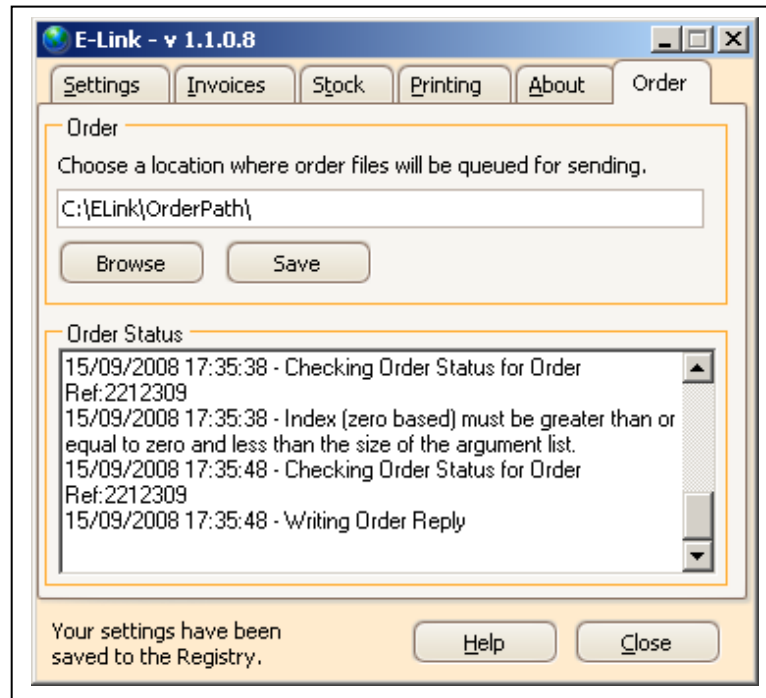 E-Link - v 1.1.0.8
Settings Invoices Stock Printing About Order
Order
Choose a location where order files will be queued for sending.
C:\ELink\OrderPath\
Browse Save
Order Status
15/09/2008 17:35:38 - Checking Order Status for Order
Ref:2212309
15/09/2008 17:35:38 - Index (zero based) must be greater than or
equal to zero and less than the size of the argument list.
15/09/2008 17:35:48 - Checking Order Status for Order
Ref:2212309
15/09/2008 17:35:48 - Writing Order Reply
Your settings have been
saved to the Registry.
Help Close